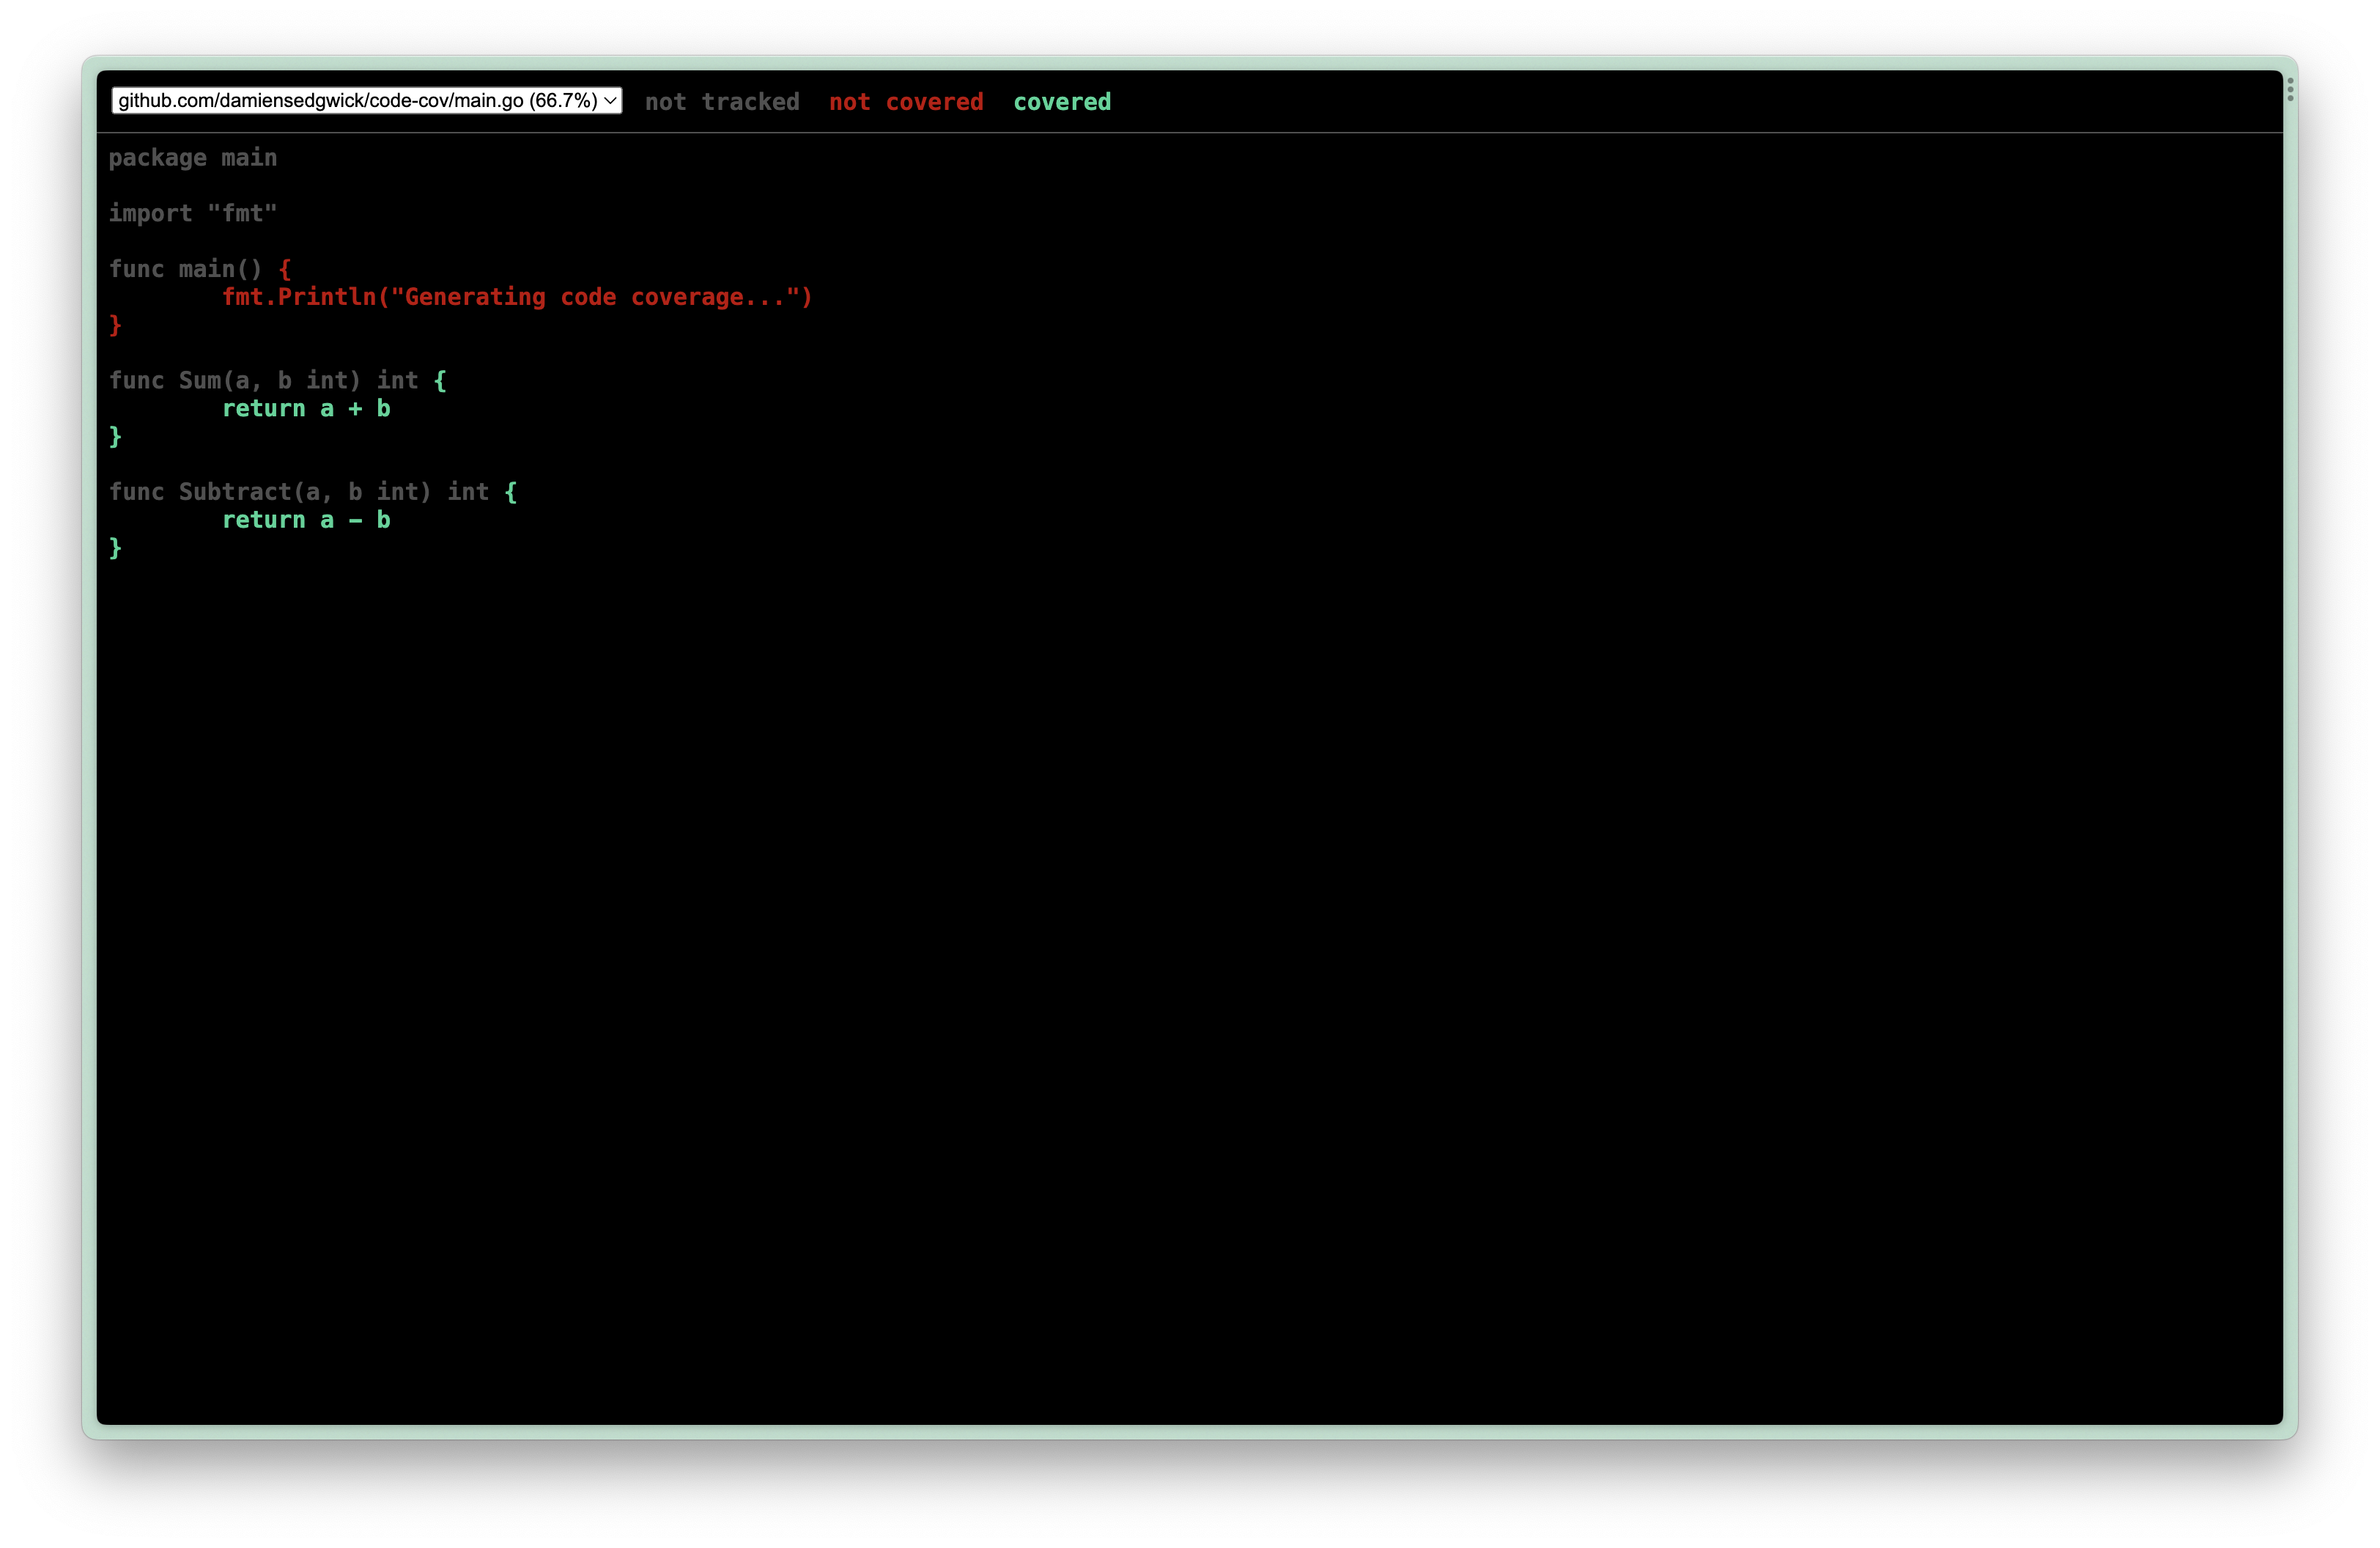 github.com/damiensedgwick/code-cov/main.go (66.7%) not tracked not covered covered
package main
import "fmt"
func main() {
fmt.Println("Generating code coverage...")
}
func Sum(a, b int) int {
return a + b
}
func Subtract(a, b int) int {
return a - b
}